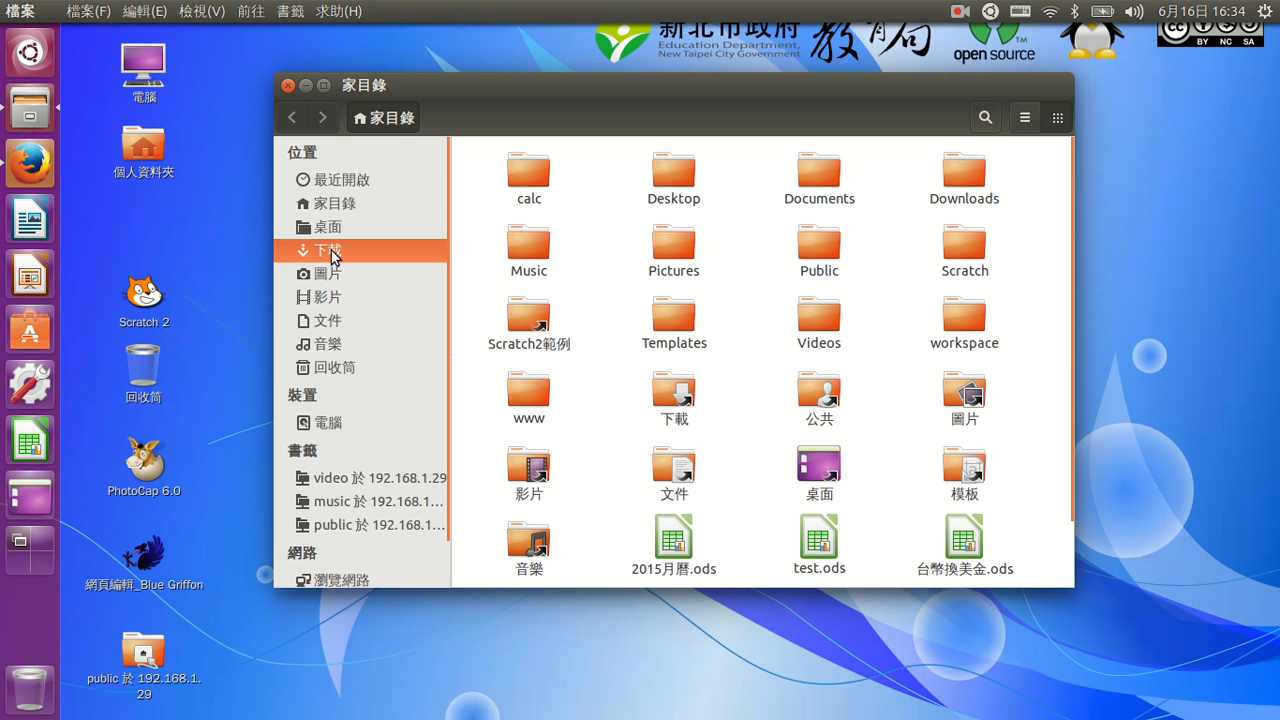 檔案 檔案(F) 編輯(E) 檢視(V) 前往 書籤 求助(H) 6月16日 16:34
新北市政府 教育局
Education Department,
New Taipei City Government
open source
BY NC SA
電腦
個人資料夾
Scratch 2
回收筒
PhotoCap 6.0
網頁編輯_Blue Griffon
public 於 192.168.1.
29
家目錄
家目錄
位置
最近開啟
家目錄
桌面
下載
圖片
影片
文件
音樂
回收筒
裝置
電腦
書籤
video 於 192.168.1.29
music 於 192.168.1....
public 於 192.168.1...
網路
瀏覽網路
calc Desktop Documents Downloads
Music Pictures Public Scratch
Scratch2範例 Templates Videos workspace
www 下載 公共 圖片
影片 文件 桌面 模板
音樂 2015月曆.ods test.ods 台幣換美金.ods